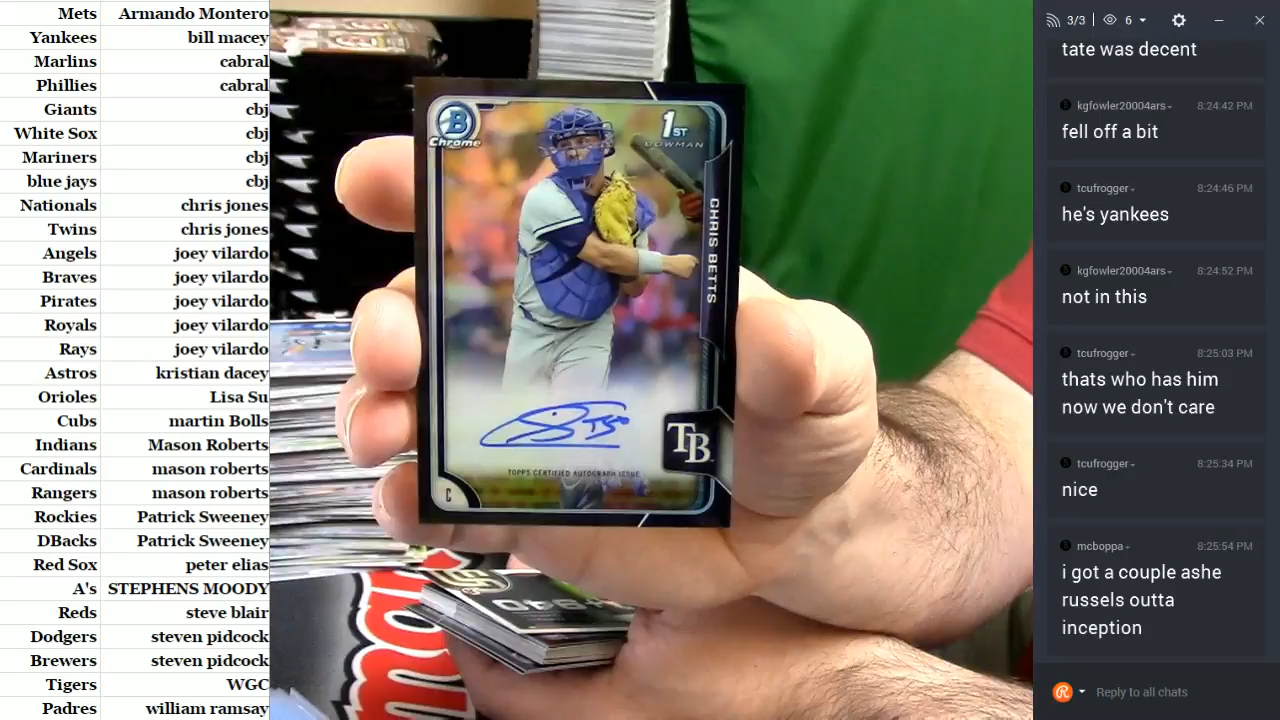 Mets Armando Montero
Yankees bill macey
Marlins cabral
Phillies cabral
Giants cbj
White Sox cbj
Mariners cbj
blue jays cbj
Nationals chris jones
Twins chris jones
Angels joey vilardo
Braves joey vilardo
Pirates joey vilardo
Royals joey vilardo
Rays joey vilardo
Astros kristian dacey
Orioles Lisa Su
Cubs martin Bolls
Indians Mason Roberts
Cardinals mason roberts
Rangers mason roberts
Rockies Patrick Sweeney
DBacks Patrick Sweeney
Red Sox peter elias
A's STEPHENS MOODY
Reds steve blair
Dodgers steven pidcock
Brewers steven pidcock
Tigers WGC
Padres william ramsay
B
Chrome
1ST
BOWMAN
CHRIS BETTS
TB
TOPPS CERTIFIED AUTOGRAPH ISSUE
C
3/3 6
tate was decent
kgfowler20004ars 8:24:42 PM
fell off a bit
tcufrogger 8:24:46 PM
he's yankees
kgfowler20004ars 8:24:52 PM
not in this
tcufrogger 8:25:03 PM
thats who has him
now we don't care
tcufrogger 8:25:34 PM
nice
mcboppa 8:25:54 PM
i got a couple ashe
russels outta
inception
Reply to all chats